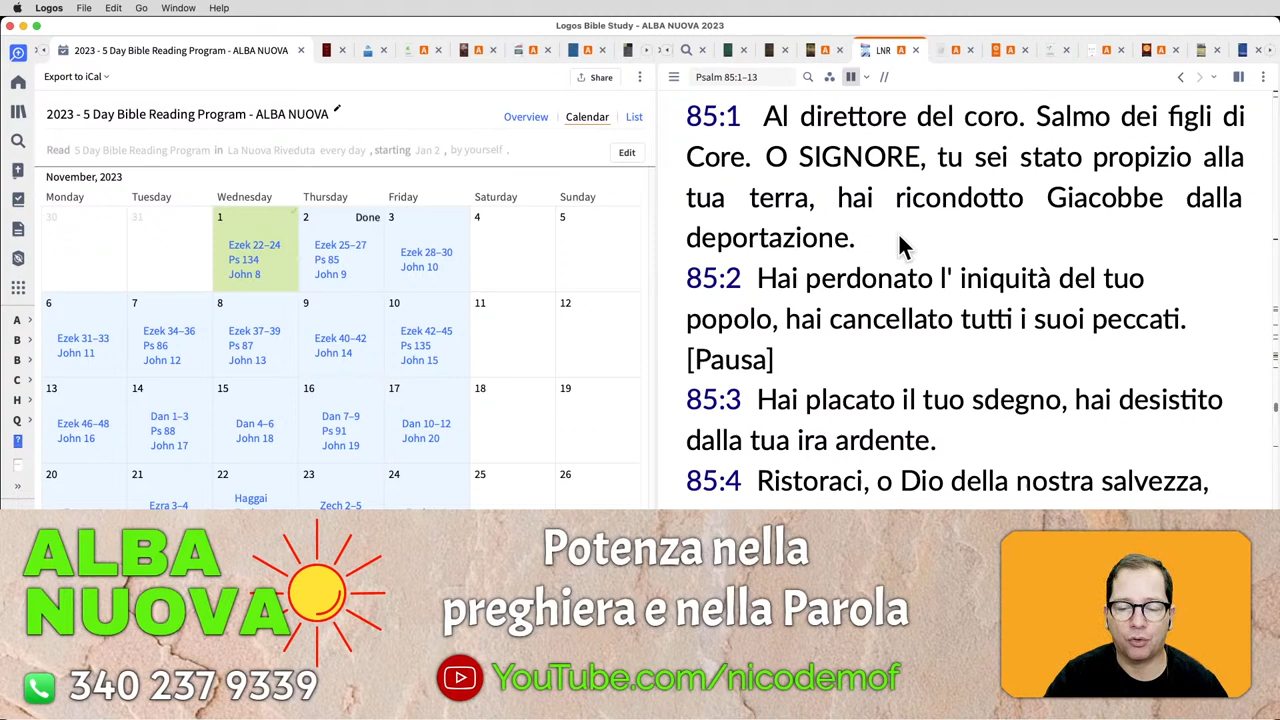 Logos File Edit Go Window Help
Logos Bible Study - ALBA NUOVA 2023
2023 - 5 Day Bible Reading Program - ALBA NUOVA
LNR
Export to iCal
Share
Psalm 85:1–13
2023 - 5 Day Bible Reading Program - ALBA NUOVA
Overview Calendar List
Read 5 Day Bible Reading Program in La Nuova Riveduta every day , starting Jan 2 , by yourself .
Edit
November, 2023
Monday Tuesday Wednesday Thursday Friday Saturday Sunday
30 31 1 2 Done 3 4 5
Ezek 22–24
Ps 134
John 8
Ezek 25–27
Ps 85
John 9
Ezek 28–30
John 10
6 7 8 9 10 11 12
Ezek 31–33
John 11
Ezek 34–36
Ps 86
John 12
Ezek 37–39
Ps 87
John 13
Ezek 40–42
John 14
Ezek 42–45
Ps 135
John 15
13 14 15 16 17 18 19
Ezek 46–48
John 16
Dan 1–3
Ps 88
John 17
Dan 4–6
John 18
Dan 7–9
Ps 91
John 19
Dan 10–12
John 20
20 21 22 23 24 25 26
Ezra 3–4
Haggai
Zech 2–5
A
B
B
C
H
Q
?
85:1 Al direttore del coro. Salmo dei figli di
Core. O SIGNORE, tu sei stato propizio alla
tua terra, hai ricondotto Giacobbe dalla
deportazione.
85:2 Hai perdonato l' iniquità del tuo
popolo, hai cancellato tutti i suoi peccati.
[Pausa]
85:3 Hai placato il tuo sdegno, hai desistito
dalla tua ira ardente.
85:4 Ristoraci, o Dio della nostra salvezza,
ALBA
NUOVA
340 237 9339
Potenza nella
preghiera e nella Parola
YouTube.com/nicodemof